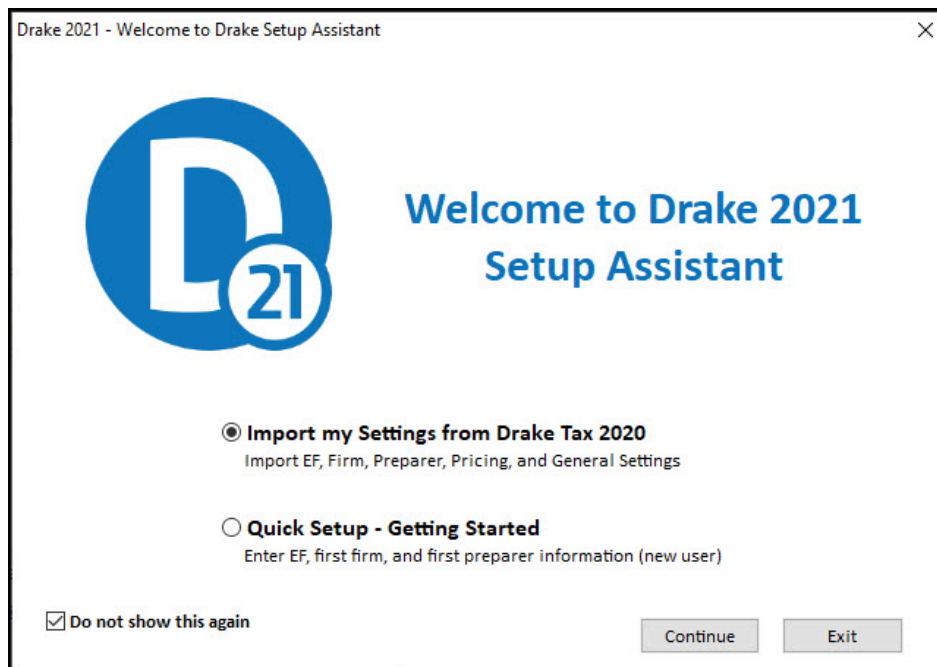 Drake 2021 - Welcome to Drake Setup Assistant
D
21
Welcome to Drake 2021
Setup Assistant
Import my Settings from Drake Tax 2020
Import EF, Firm, Preparer, Pricing, and General Settings
Quick Setup - Getting Started
Enter EF, first firm, and first preparer information (new user)
Do not show this again
Continue
Exit